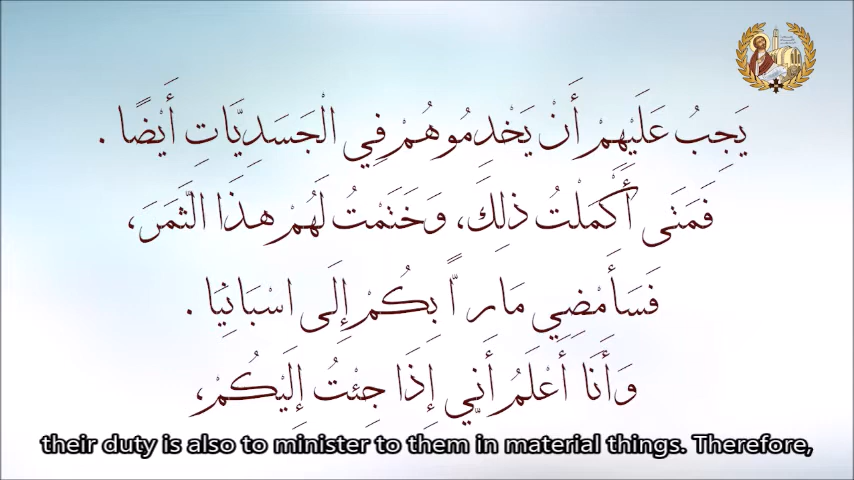 يَجِبُ عَلَيْهِمْ أَنْ يَخْدِمُوهُمْ فِي الْجَسَدِيَّاتِ أَيْضًا .
فَمَتَى أَكْمَلْتُ ذلِكَ، وَخَتَمْتُ لَهُمْ هذَا الثَّمَرَ،
فَسَأَمْضِي مَارًّا بِكُمْ إِلَى اسْبَانِيَا .
وَأَنَا أَعْلَمُ أَنِّي إِذَا جِئْتُ إِلَيْكُمْ،
their duty is also to minister to them in material things. Therefore,